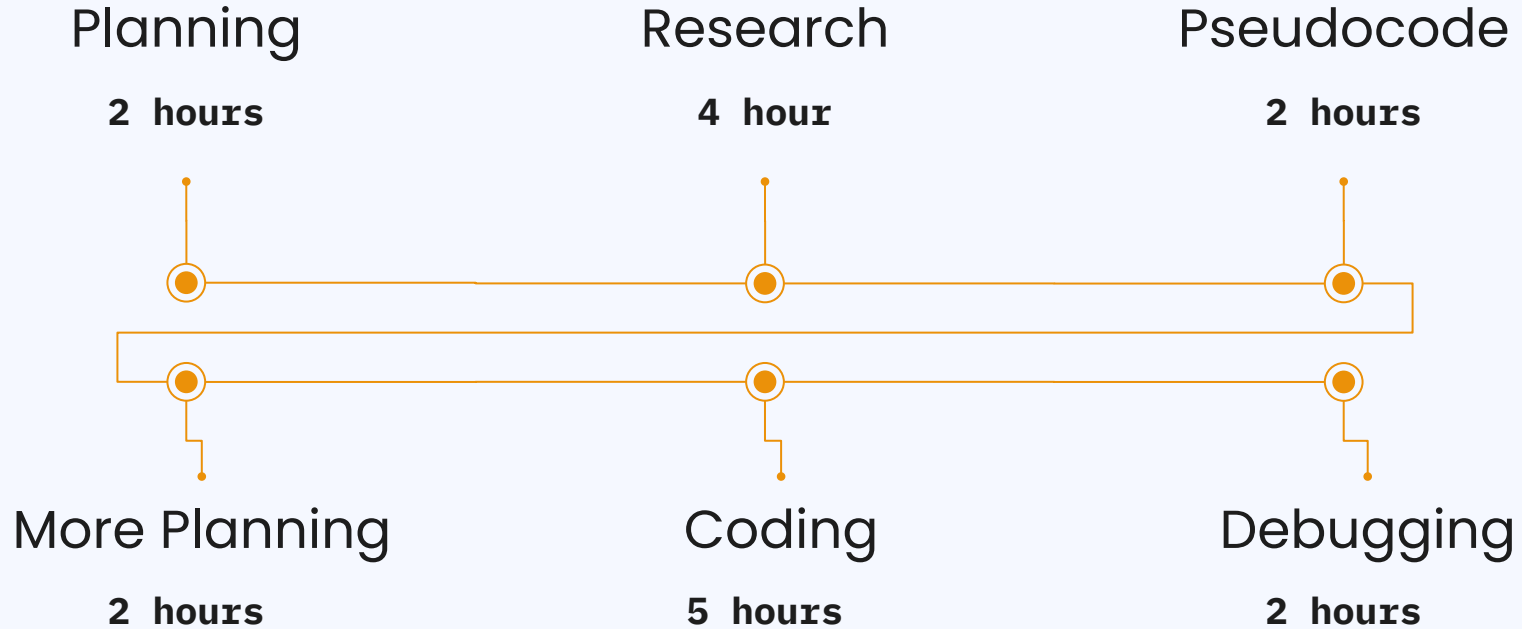 Planning
2 hours
Research
4 hour
Pseudocode
2 hours
More Planning
2 hours
Coding
5 hours
Debugging
2 hours